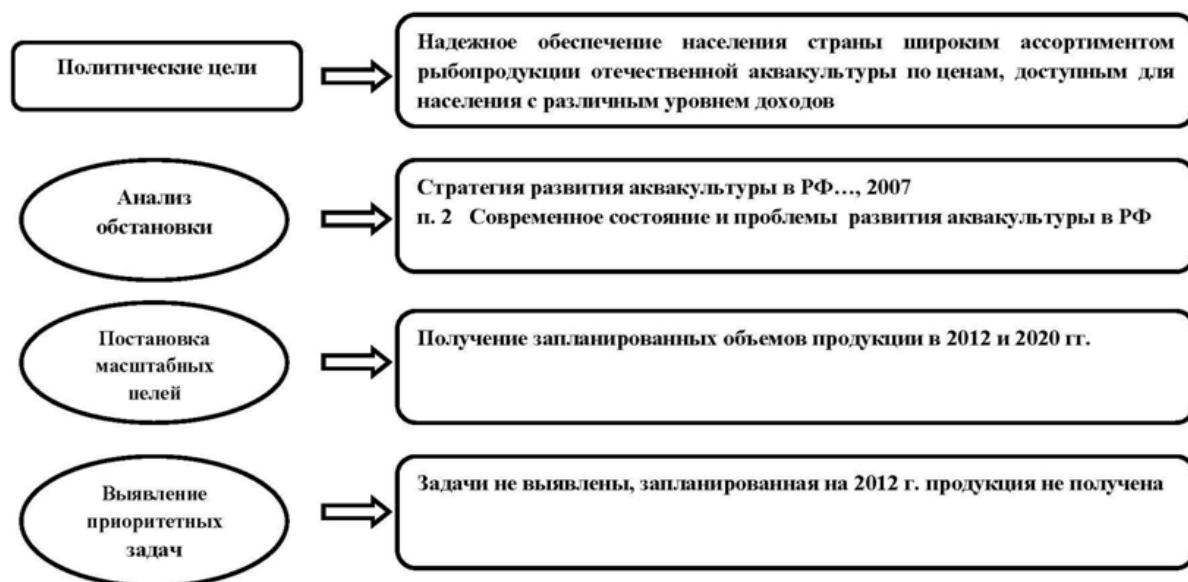 Политические цели
Надежное обеспечение населения страны широким ассортиментом
рыбопродукции отечественной аквакультуры по ценам, доступным для
населения с различным уровнем доходов
Анализ
обстановки
Стратегия развития аквакультуры в РФ…, 2007
п. 2 Современное состояние и проблемы развития аквакультуры в РФ
Постановка
масштабных
целей
Получение запланированных объемов продукции в 2012 и 2020 гг.
Выявление
приоритетных
задач
Задачи не выявлены, запланированная на 2012 г. продукция не получена